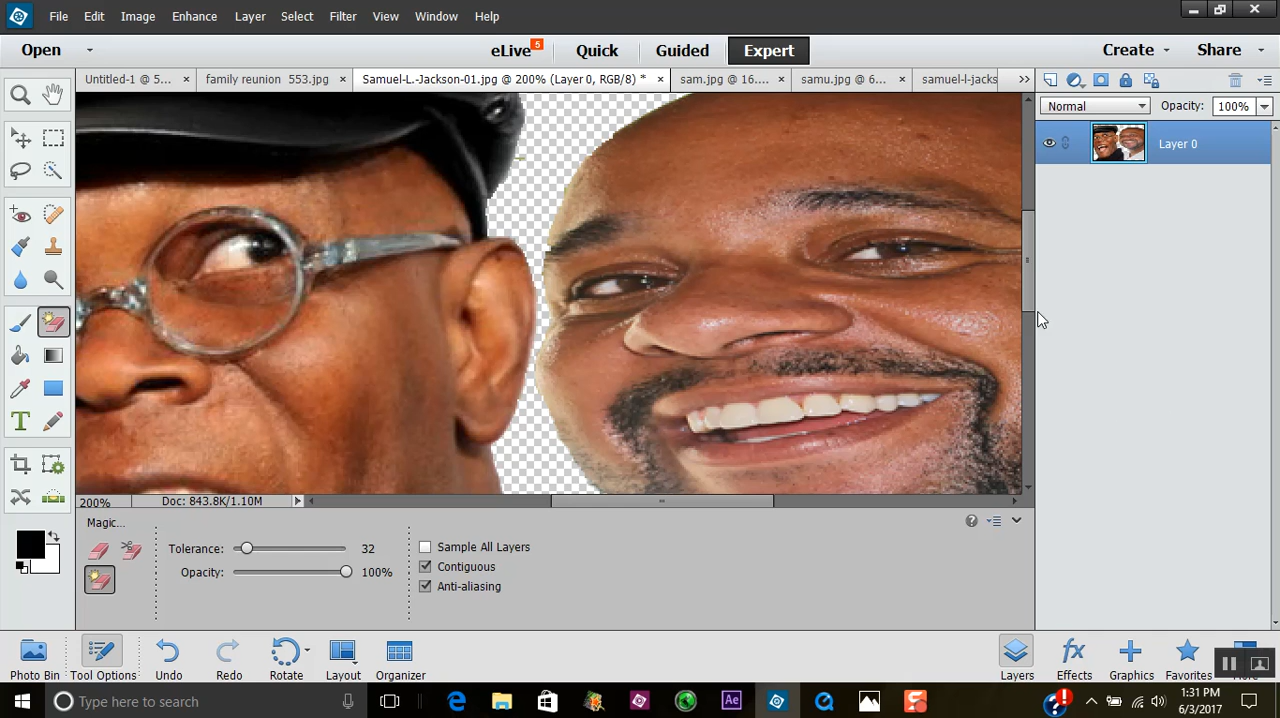 File Edit Image Enhance Layer Select Filter View Window Help
Open eLive 5 Quick Guided Expert Create Share
Untitled-1 @ 5... × family reunion 553.jpg × Samuel-L.-Jackson-01.jpg @ 200% (Layer 0, RGB/8) * × sam.jpg @ 16.... × samu.jpg @ 6... × samuel-l-jacks >>
Normal Opacity: 100%
Layer 0
T
200% Doc: 843.8K/1.10M
Magic...
Tolerance: 32 Sample All Layers
Opacity: 100% Contiguous
Anti-aliasing
Photo Bin Tool Options Undo Redo Rotate Layout Organizer Layers fx Effects Graphics Favorites
Type here to search
Ae
1:31 PM
6/3/2017